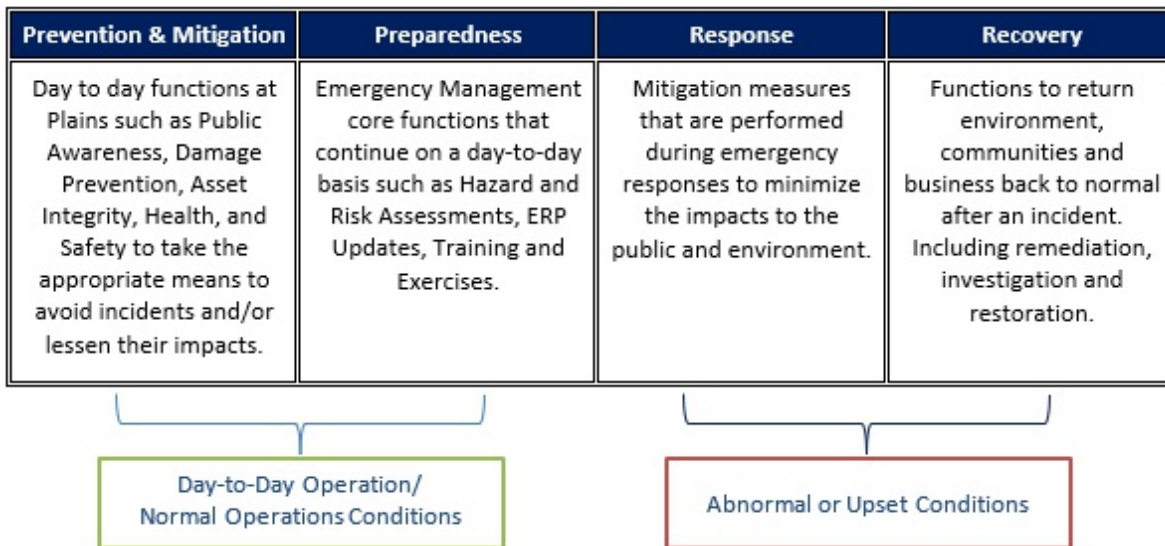 Prevention & Mitigation
Preparedness
Response
Recovery
Day to day functions at
Plains such as Public
Awareness, Damage
Prevention, Asset
Integrity, Health, and
Safety to take the
appropriate means to
avoid incidents and/or
lessen their impacts.
Emergency Management
core functions that
continue on a day-to-day
basis such as Hazard and
Risk Assessments, ERP
Updates, Training and
Exercises.
Mitigation measures
that are performed
during emergency
responses to minimize
the impacts to the
public and environment.
Functions to return
environment,
communities and
business back to normal
after an incident.
Including remediation,
investigation and
restoration.
Day-to-Day Operation/
Normal Operations Conditions
Abnormal or Upset Conditions